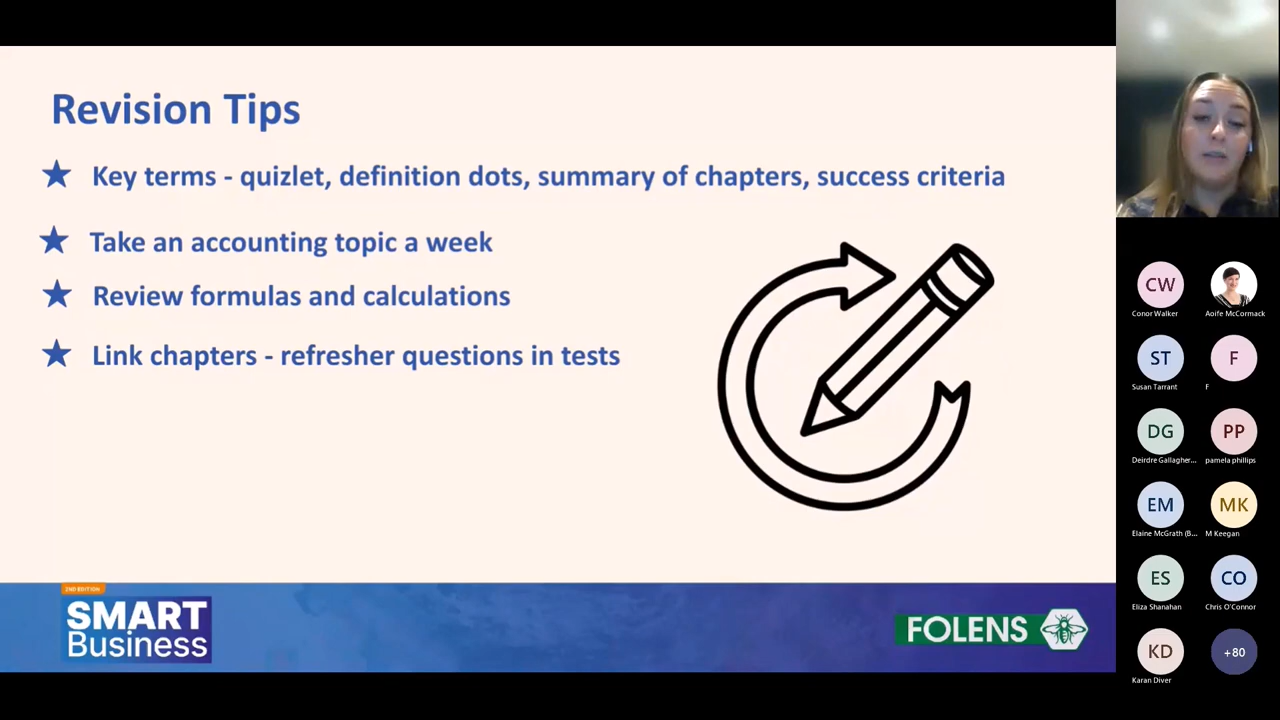 Revision Tips
Key terms - quizlet, definition dots, summary of chapters, success criteria
Take an accounting topic a week
Review formulas and calculations
Link chapters - refresher questions in tests
2ND EDITION
SMART
Business
FOLENS
CW
Conor Walker
Aoife McCormack
ST
Susan Tarrant
F
F
DG
Deirdre Gallagher...
PP
pamela phillips
EM
Elaine McGrath (B...
MK
M Keegan
ES
Eliza Shanahan
CO
Chris O'Connor
KD
Karan Diver
+80